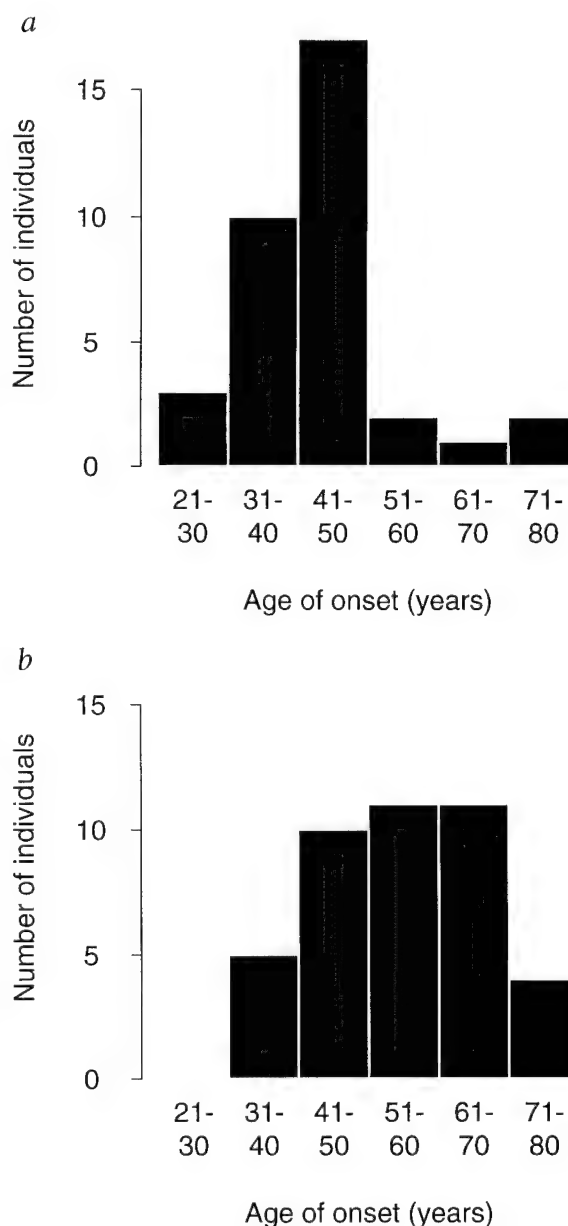 a
Number of individuals
15
10
5
0
21-30 31-40 41-50 51-60 61-70 71-80
Age of onset (years)
b
Number of individuals
15
10
5
0
21-30 31-40 41-50 51-60 61-70 71-80
Age of onset (years)